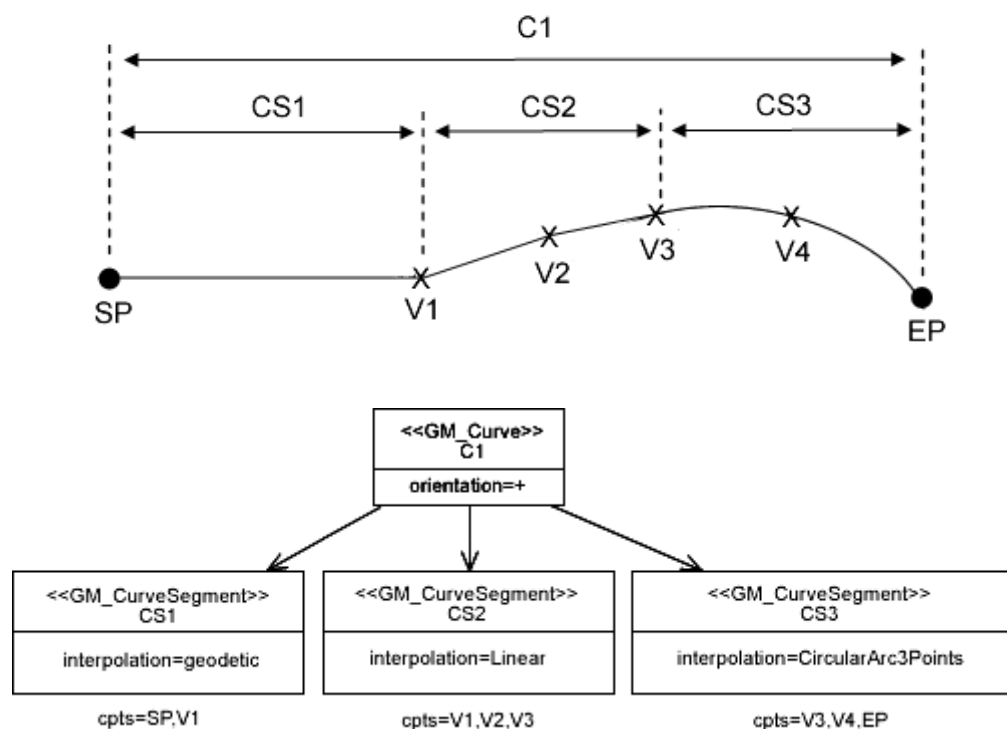 C1
CS1 CS2 CS3
V3 V4
V2
SP V1
EP
<<GM_Curve>>
C1
orientation=+
<<GM_CurveSegment>> <<GM_CurveSegment>> <<GM_CurveSegment>>
CS1 CS2 CS3
interpolation=geodetic interpolation=Linear interpolation=CircularArc3Points
cpts=SP,V1 cpts=V1,V2,V3 cpts=V3,V4,EP